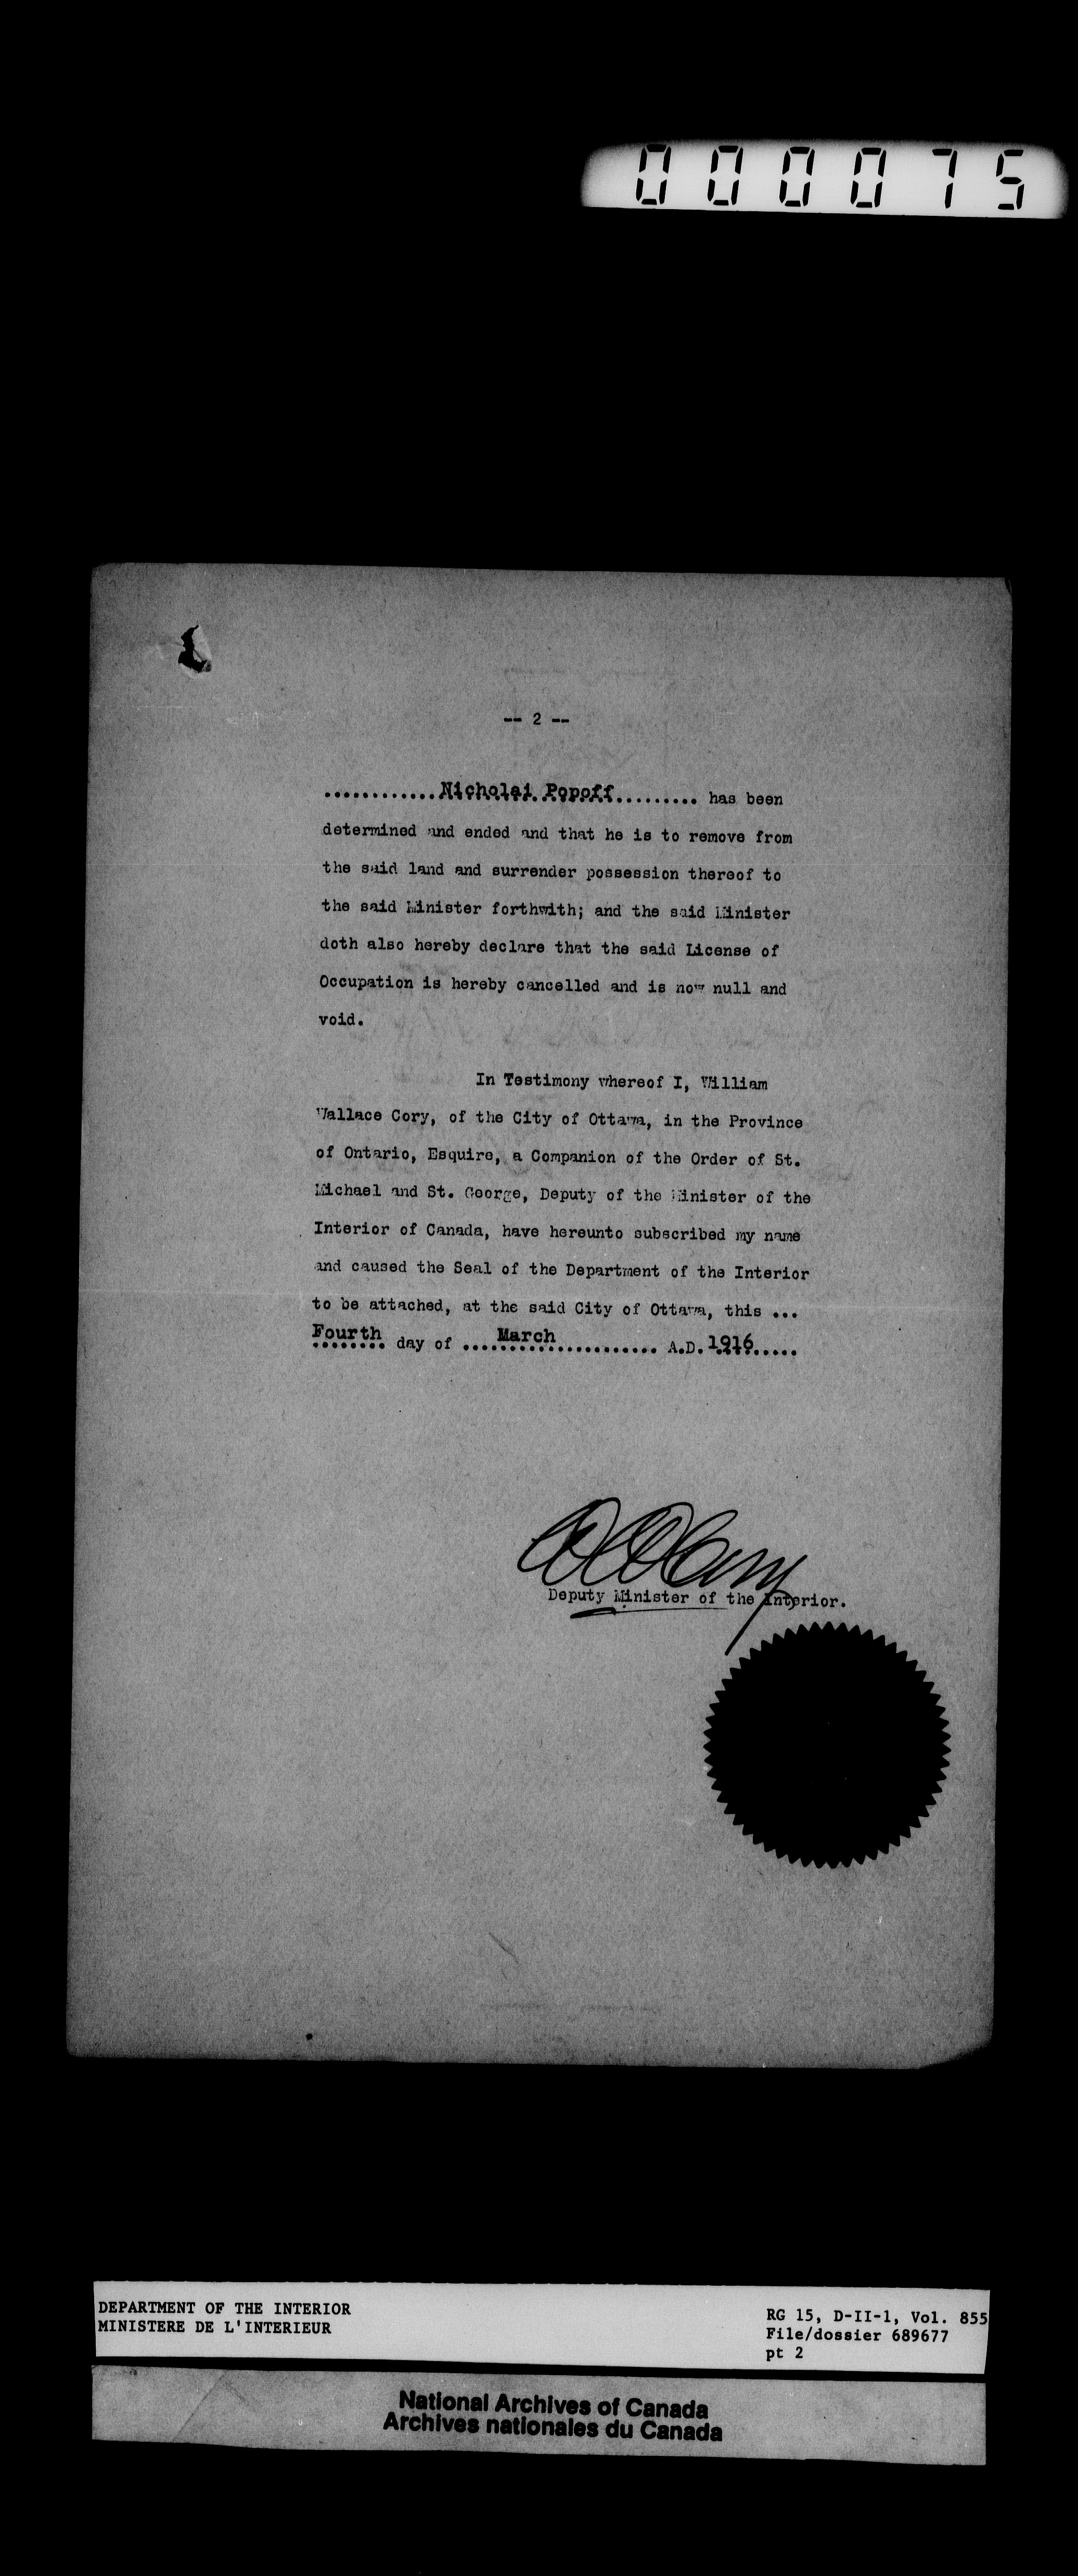 000075
-- 2 --
............Nicholai Popoff......... has been
determined and ended and that he is to remove from
the said land and surrender possession thereof to
the said Minister forthwith; and the said Minister
doth also hereby declare that the said License of
Occupation is hereby cancelled and is now null and
void.
In Testimony whereof I, William
Wallace Cory, of the City of Ottawa, in the Province
of Ontario, Esquire, a Companion of the Order of St.
Michael and St. George, Deputy of the Minister of the
Interior of Canada, have hereunto subscribed my name
and caused the Seal of the Department of the Interior
to be attached, at the said City of Ottawa, this ...
Fourth day of ....March............... A.D.1916.....
WWCory
Deputy Minister of the Interior.
DEPARTMENT OF THE INTERIOR
MINISTERE DE L'INTERIEUR
RG 15, D-II-1, Vol. 855
File/dossier 689677
pt 2
National Archives of Canada
Archives nationales du Canada